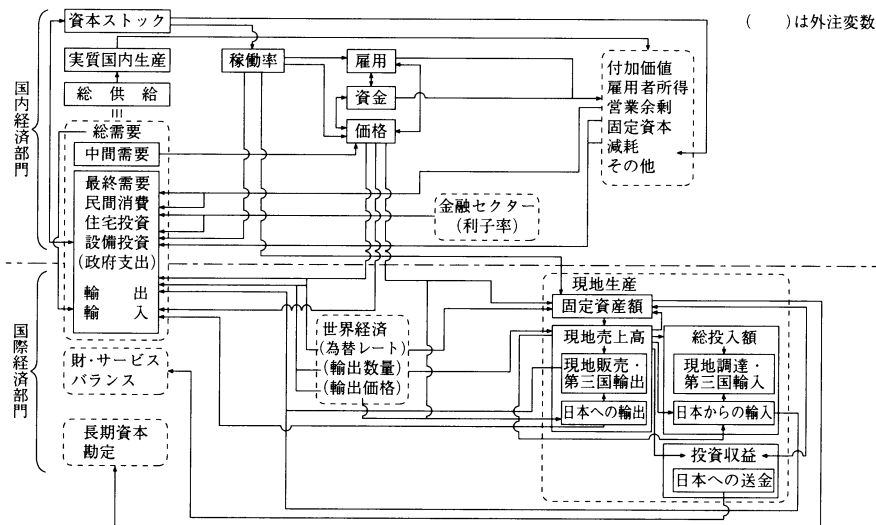 (　　)は外注変数
国内経済部門
資本ストック
実質国内生産
総　供　給
総需要
中間需要
最終需要
民間消費
住宅投資
設備投資
(政府支出)
輸　　出
輸　　入
稼働率
雇用
資金
価格
付加価値
雇用者所得
営業余剰
固定資本
減耗
その他
金融セクター
(利子率)
国際経済部門
財・サービス
バランス
長期資本
勘定
世界経済
(為替レート)
(輸出数量)
(輸出価格)
現地生産
固定資産額
現地売上高
現地販売・
第三国輸出
日本への輸出
総投入額
現地調達・
第三国輸入
日本からの輸入
投資収益
日本への送金